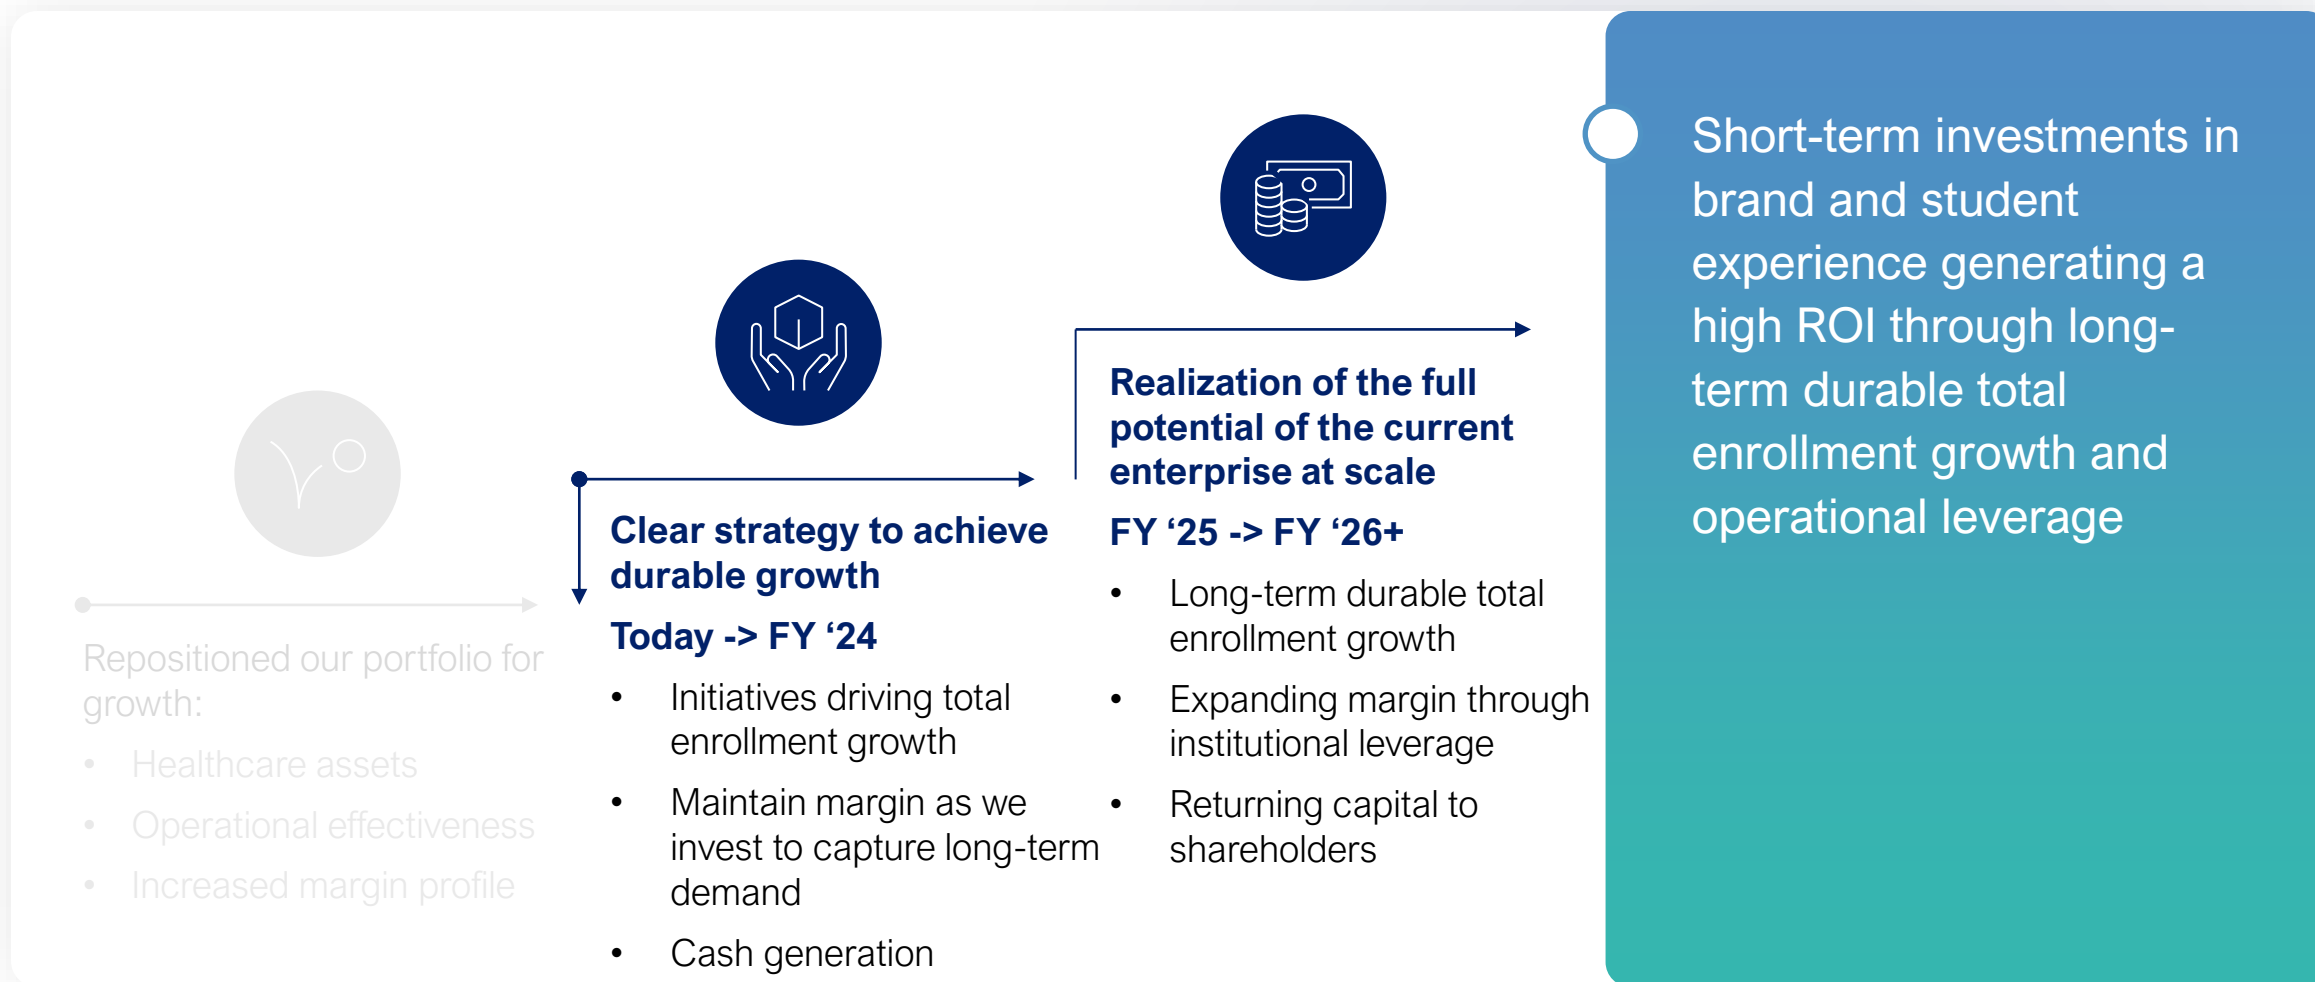 Repositioned our portfolio for
growth:
• Healthcare assets
• Operational effectiveness
• Increased margin profile
Clear strategy to achieve
durable growth
Today -> FY ‘24
• Initiatives driving total
enrollment growth
• Maintain margin as we
invest to capture long-term
demand
• Cash generation
Realization of the full
potential of the current
enterprise at scale
FY ‘25 -> FY ‘26+
• Long-term durable total
enrollment growth
• Expanding margin through
institutional leverage
• Returning capital to
shareholders
Short-term investments in
brand and student
experience generating a
high ROI through long-
term durable total
enrollment growth and
operational leverage